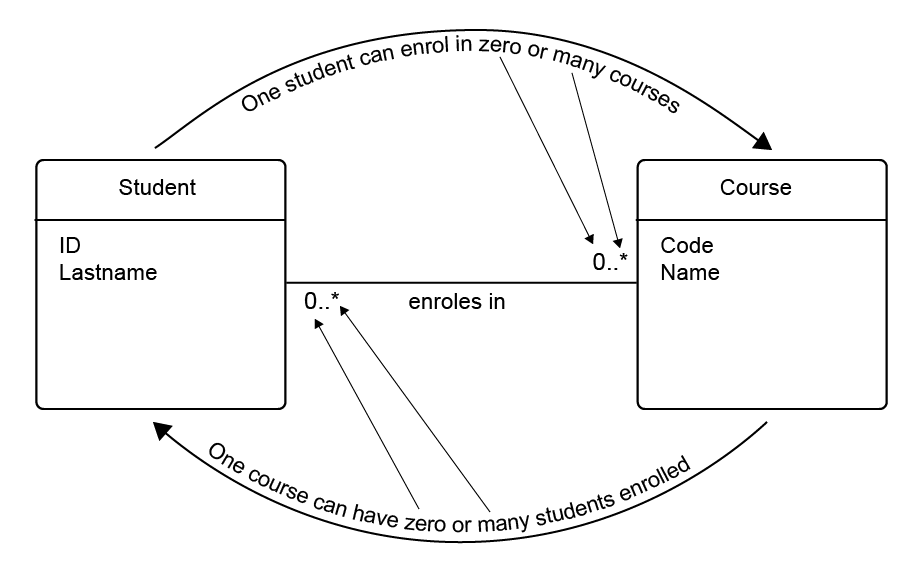 One student can enrol in zero or many courses
Student
Course
ID
Lastname
Code
Name
0..*
0..*
enroles in
One course can have zero or many students enrolled